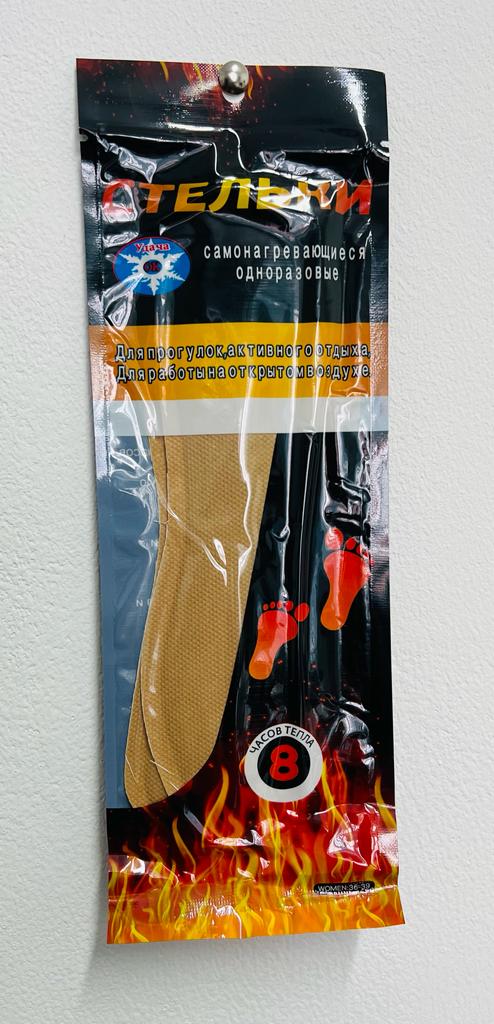 СТЕЛЬКИ
Удача
ОК
самонагревающиеся
одноразовые
Для прогулок, активного отдыха,
Для работы на открытом воздухе.
ЧАСОВ ТЕПЛА
8
WOMEN:36-39